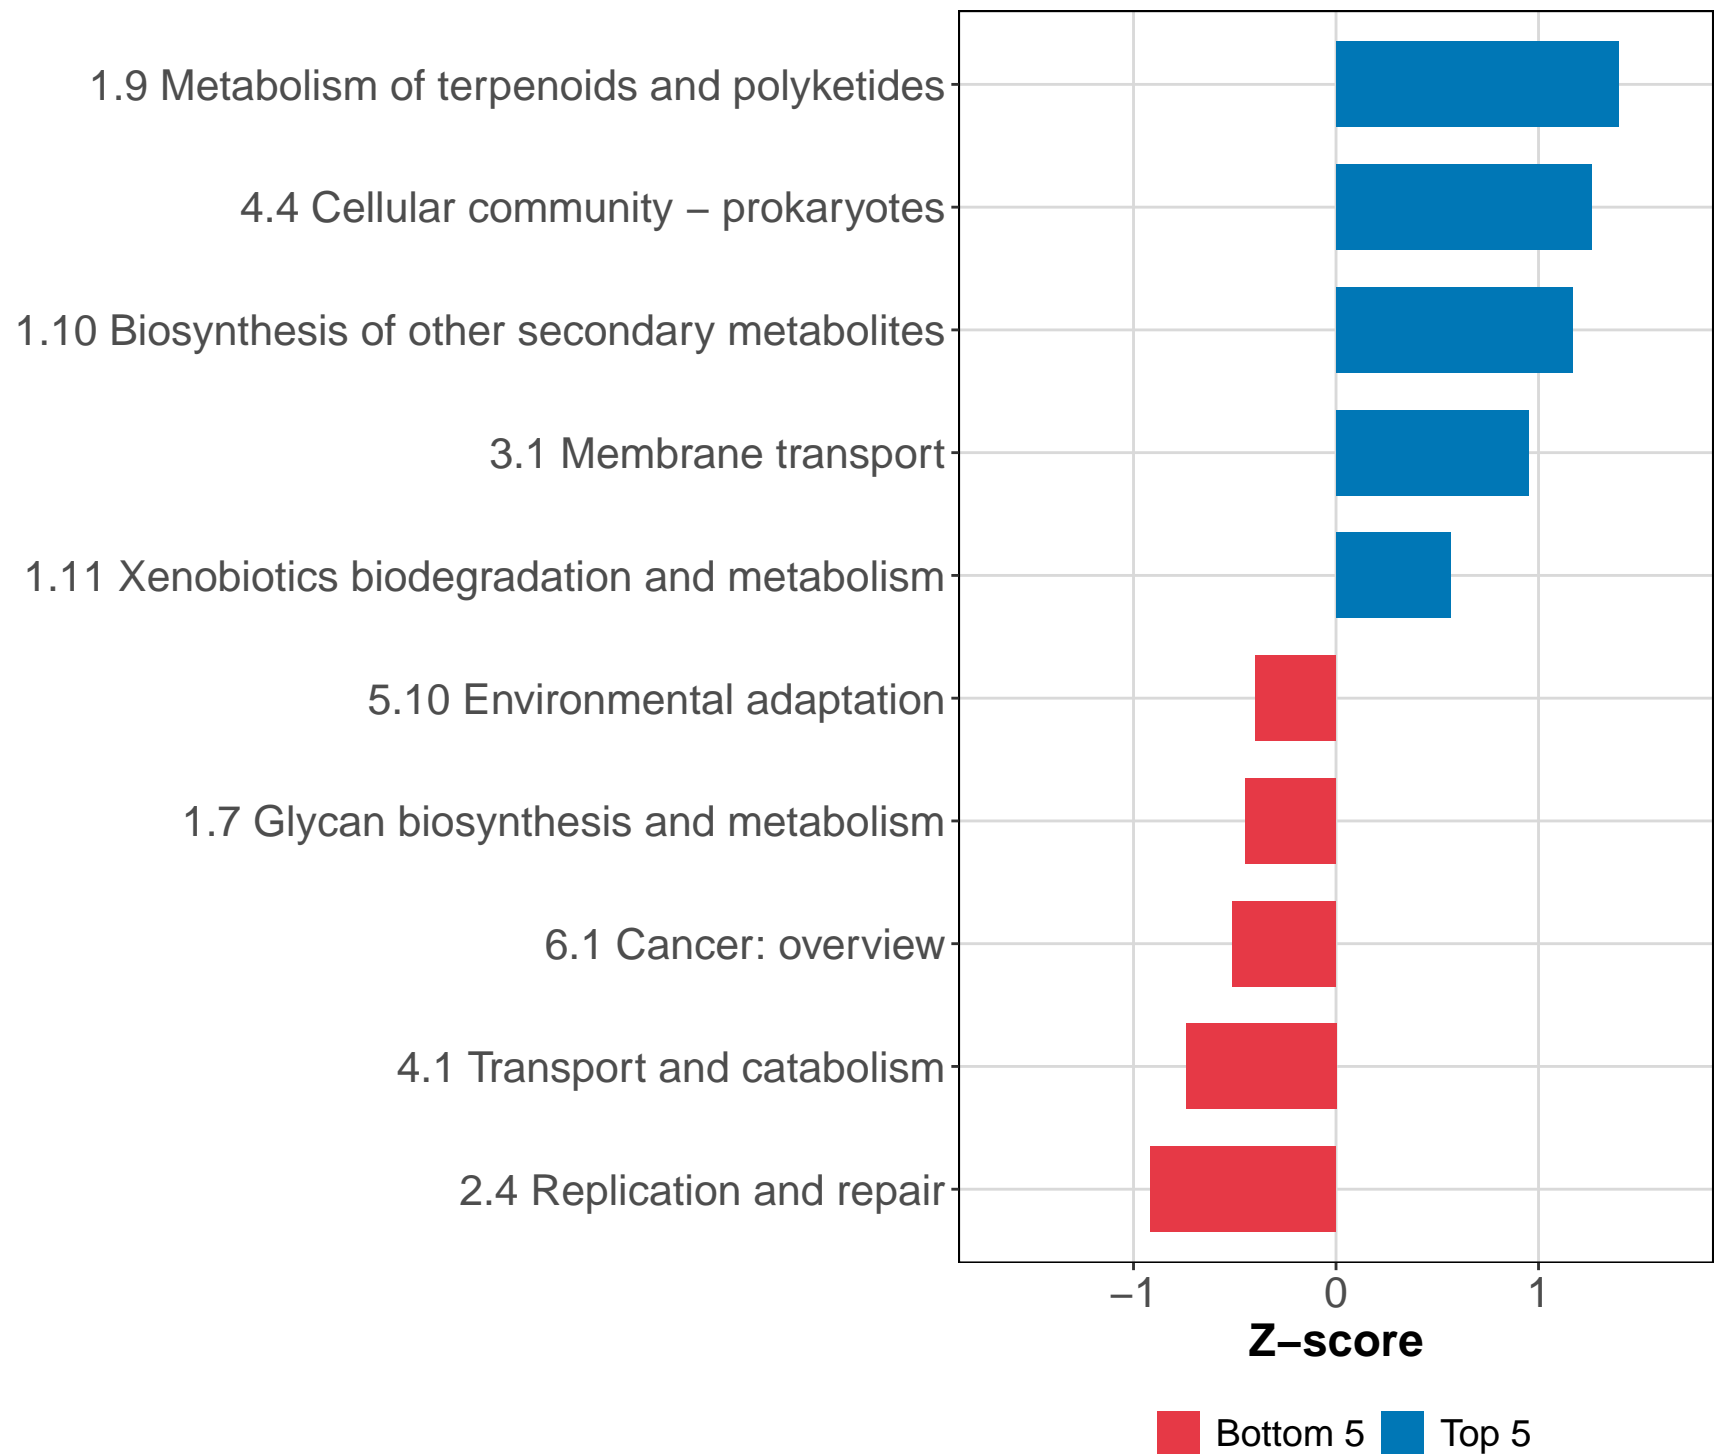 1.9 Metabolism of terpenoids and polyketides
4.4 Cellular community − prokaryotes
1.10 Biosynthesis of other secondary metabolites
3.1 Membrane transport
1.11 Xenobiotics biodegradation and metabolism
5.10 Environmental adaptation
1.7 Glycan biosynthesis and metabolism
6.1 Cancer: overview
4.1 Transport and catabolism
2.4 Replication and repair
−1 0 1
Z−score
Bottom 5 Top 5